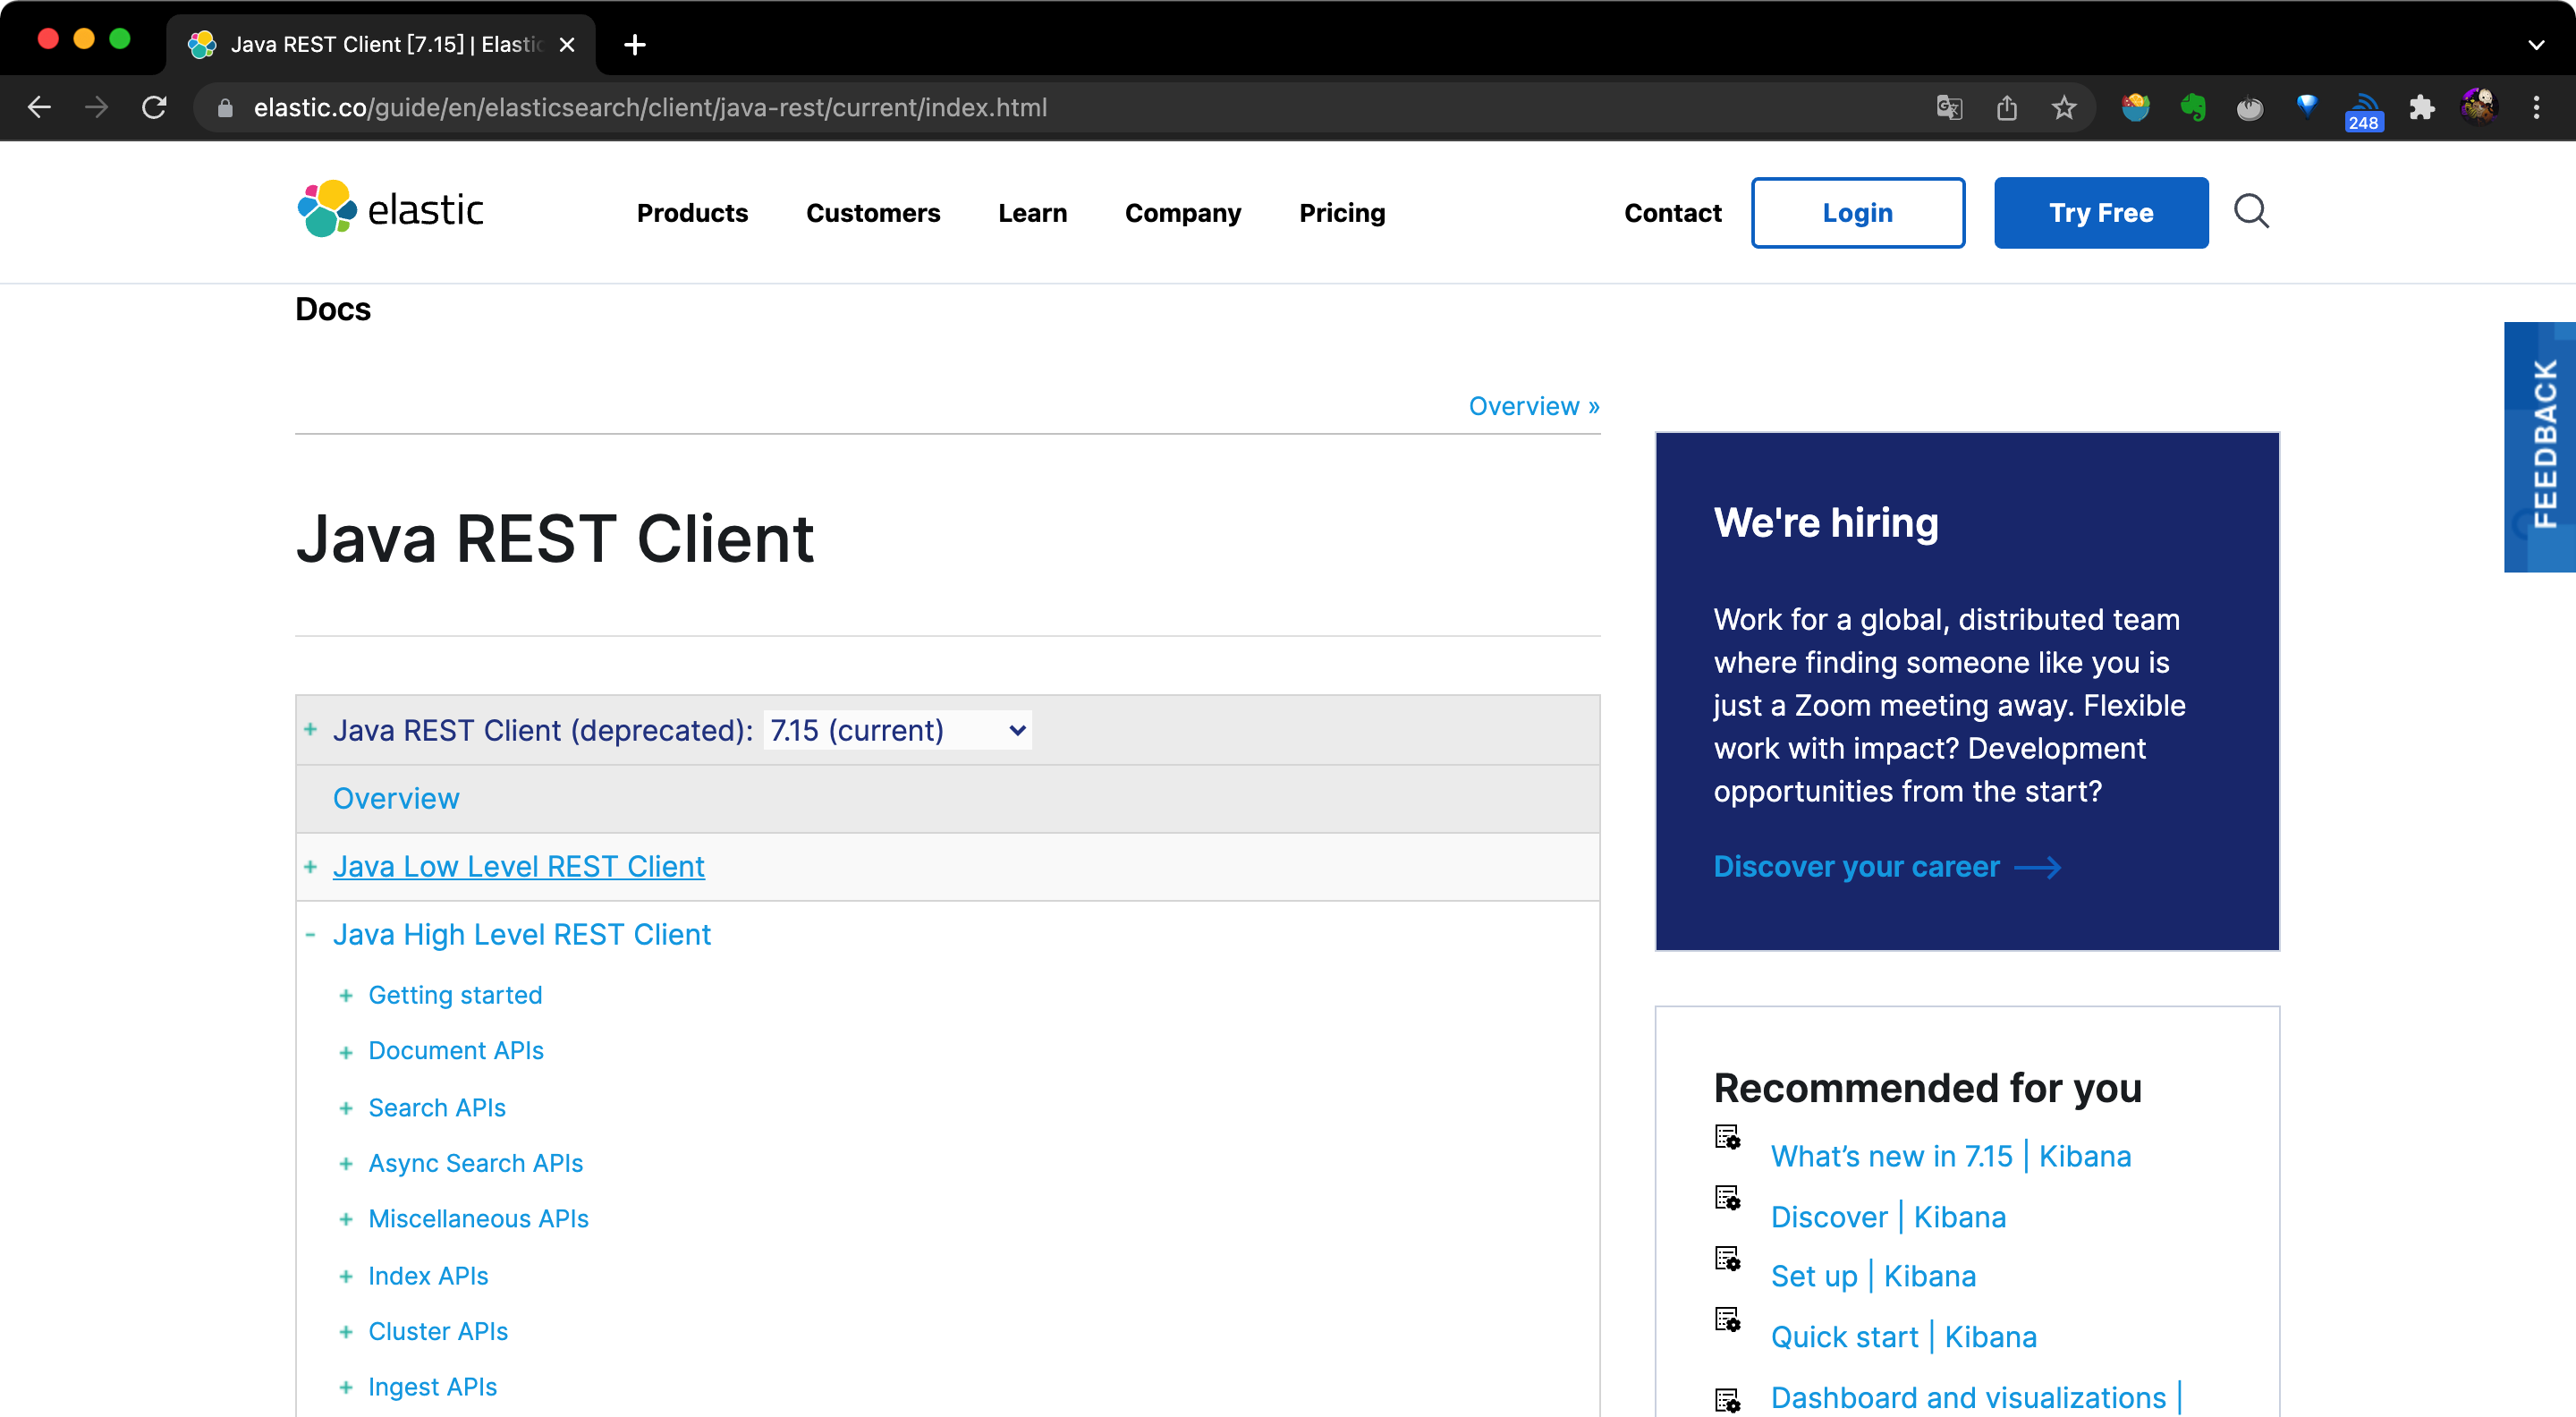 Java REST Client [7.15] | Elastic
elastic.co/guide/en/elasticsearch/client/java-rest/current/index.html
248
elastic
Products
Customers
Learn
Company
Pricing
Contact
Login
Try Free
Docs
FEEDBACK
Overview »
Java REST Client
+ Java REST Client (deprecated): 7.15 (current)
Overview
+ Java Low Level REST Client
- Java High Level REST Client
+ Getting started
+ Document APIs
+ Search APIs
+ Async Search APIs
+ Miscellaneous APIs
+ Index APIs
+ Cluster APIs
+ Ingest APIs
We're hiring
Work for a global, distributed team
where finding someone like you is
just a Zoom meeting away. Flexible
work with impact? Development
opportunities from the start?
Discover your career
Recommended for you
What’s new in 7.15 | Kibana
Discover | Kibana
Set up | Kibana
Quick start | Kibana
Dashboard and visualizations |